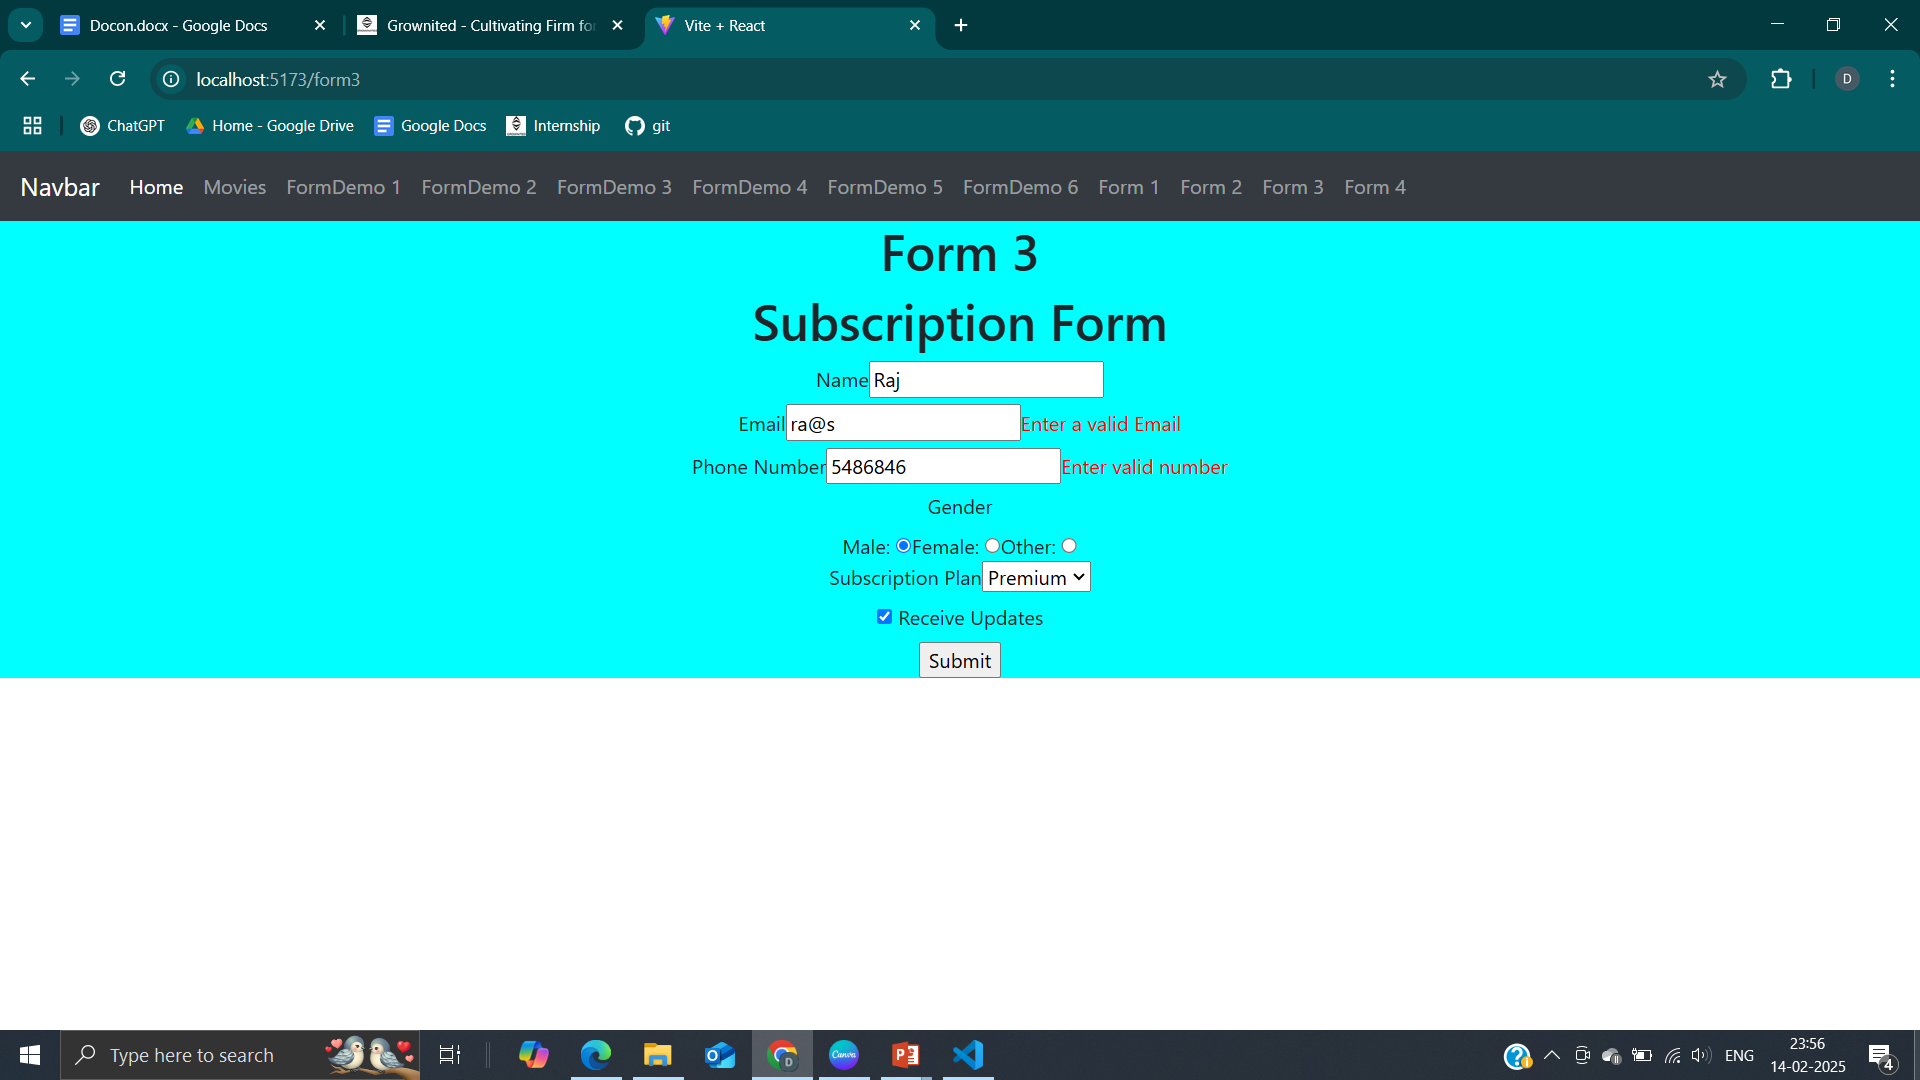 Docon.docx - Google Docs
Grownited - Cultivating Firm for
Vite + React
localhost:5173/form3
D
ChatGPT
Home - Google Drive
Google Docs
Internship
git
Navbar Home Movies FormDemo 1 FormDemo 2 FormDemo 3 FormDemo 4 FormDemo 5 FormDemo 6 Form 1 Form 2 Form 3 Form 4
Form 3
Subscription Form
Name Raj
Email ra@s Enter a valid Email
Phone Number 5486846 Enter valid number
Gender
Male: Female: Other:
Subscription Plan Premium
Receive Updates
Submit
Type here to search
D
Canva
ENG
23:56
14-02-2025
4